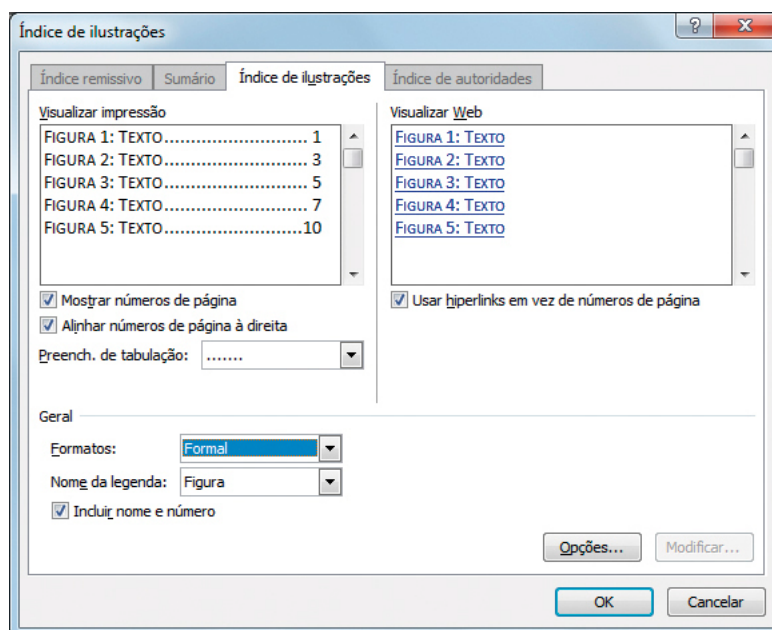 Índice de ilustrações
Índice remissivo Sumário Índice de ilustrações Índice de autoridades
Visualizar impressão
FIGURA 1: TEXTO............................ 1
FIGURA 2: TEXTO............................ 3
FIGURA 3: TEXTO............................ 5
FIGURA 4: TEXTO............................ 7
FIGURA 5: TEXTO...........................10
Mostrar números de página
Alinhar números de página à direita
Preench. de tabulação: .......
Visualizar Web
FIGURA 1: TEXTO
FIGURA 2: TEXTO
FIGURA 3: TEXTO
FIGURA 4: TEXTO
FIGURA 5: TEXTO
Usar hiperlinks em vez de números de página
Geral
Formatos: Formal
Nome da legenda: Figura
Incluir nome e número
Opções... Modificar...
OK Cancelar